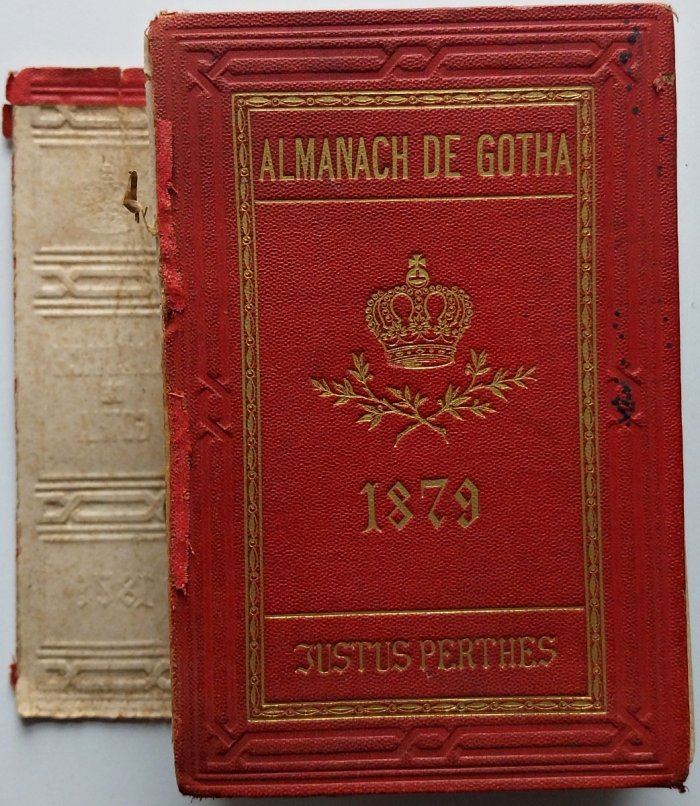 ALMANACH DE GOTHA
1879
JUSTUS PERTHES